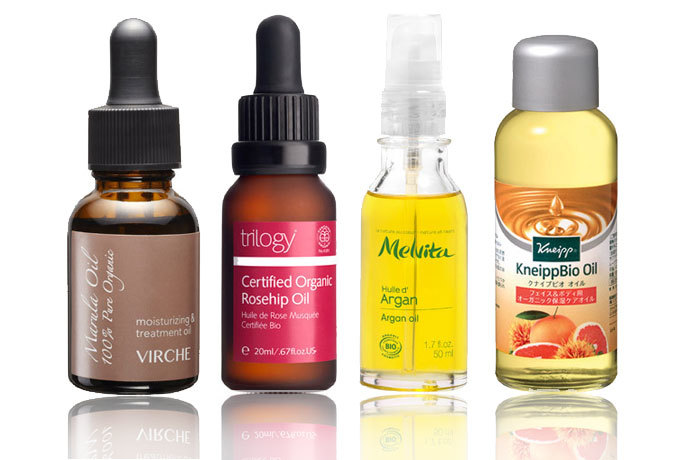 Marula Oil
100% Pure Organic
moisturizing &
treatment oil
VIRCHE
trilogy
Certified Organic
Rosehip Oil
Huile de Rose Musquée
Certifiée Bio
e 20ml/.67fl.oz.US
Melvita
Huile d'
Argan
Argan oil
BIO
1.7 fl.oz.
50 ml
Kneipp
KneippBio Oil
クナイプビオ オイル
フェイス&ボディ用
オーガニック保湿ケアオイル